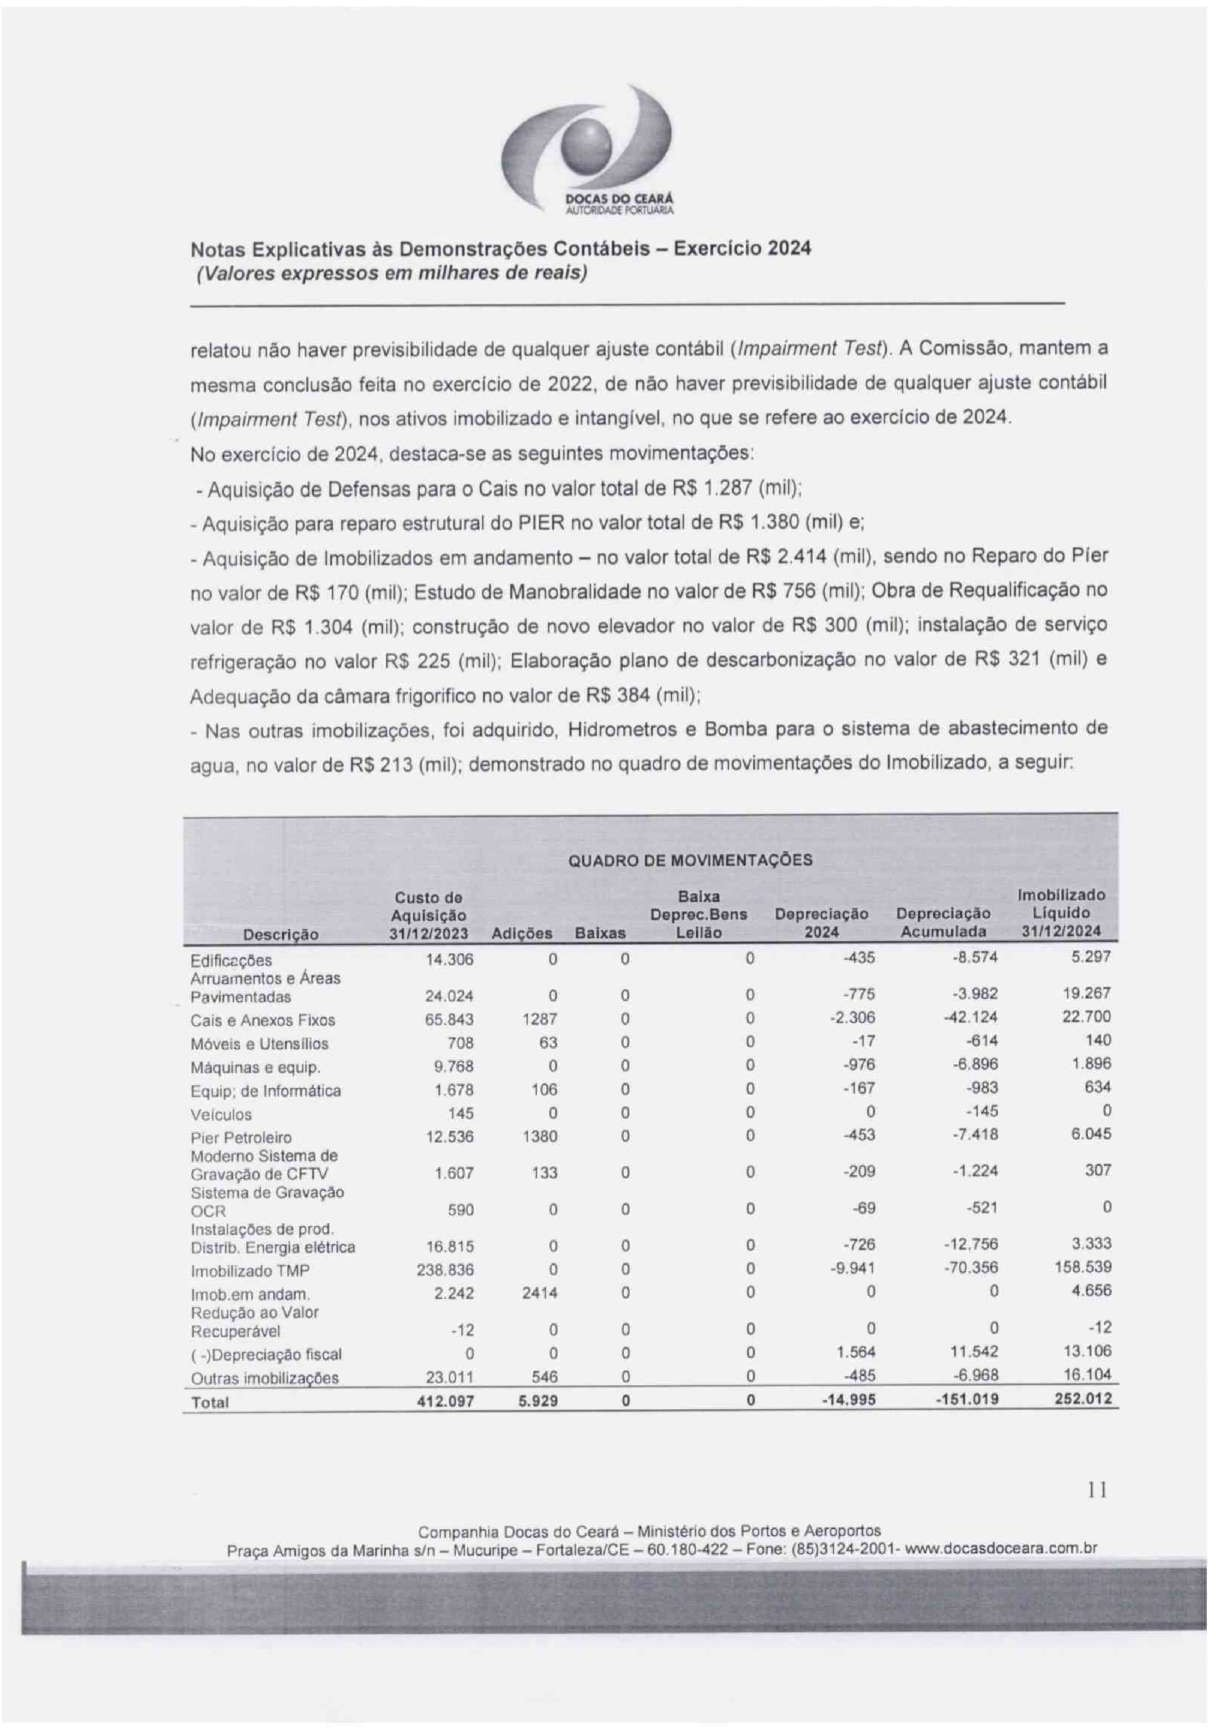 DOCAS DO CEARÁ
AUTORIDADE PORTUÁRIA
Notas Explicativas às Demonstrações Contábeis – Exercício 2024
(Valores expressos em milhares de reais)
relatou não haver previsibilidade de qualquer ajuste contábil (Impairment Test). A Comissão, mantem a
mesma conclusão feita no exercício de 2022, de não haver previsibilidade de qualquer ajuste contábil
(Impairment Test), nos ativos imobilizado e intangível, no que se refere ao exercício de 2024.
No exercício de 2024, destaca-se as seguintes movimentações:
- Aquisição de Defensas para o Cais no valor total de R$ 1.287 (mil);
- Aquisição para reparo estrutural do PIER no valor total de R$ 1.380 (mil) e;
- Aquisição de Imobilizados em andamento – no valor total de R$ 2.414 (mil), sendo no Reparo do Píer
no valor de R$ 170 (mil); Estudo de Manobralidade no valor de R$ 756 (mil); Obra de Requalificação no
valor de R$ 1.304 (mil); construção de novo elevador no valor de R$ 300 (mil); instalação de serviço
refrigeração no valor R$ 225 (mil); Elaboração plano de descarbonização no valor de R$ 321 (mil) e
Adequação da câmara frigorifico no valor de R$ 384 (mil);
- Nas outras imobilizações, foi adquirido, Hidrometros e Bomba para o sistema de abastecimento de
agua, no valor de R$ 213 (mil); demonstrado no quadro de movimentações do Imobilizado, a seguir:
QUADRO DE MOVIMENTAÇÕES
Custo de Baixa Imobilizado
Aquisição Deprec.Bens Depreciação Depreciação Líquido
Descrição 31/12/2023 Adições Baixas Leilão 2024 Acumulada 31/12/2024
Edificações 14.306 0 0 0 -435 -8.574 5.297
Arruamentos e Áreas
Pavimentadas 24.024 0 0 0 -775 -3.982 19.267
Cais e Anexos Fixos 65.843 1287 0 0 -2.306 -42.124 22.700
Móveis e Utensílios 708 63 0 0 -17 -614 140
Máquinas e equip. 9.768 0 0 0 -976 -6.896 1.896
Equip; de Informática 1.678 106 0 0 -167 -983 634
Veículos 145 0 0 0 0 -145 0
Pier Petroleiro 12.536 1380 0 0 -453 -7.418 6.045
Moderno Sistema de
Gravação de CFTV 1.607 133 0 0 -209 -1.224 307
Sistema de Gravação
OCR 590 0 0 0 -69 -521 0
Instalações de prod.
Distrib. Energia elétrica 16.815 0 0 0 -726 -12.756 3.333
Imobilizado TMP 238.836 0 0 0 -9.941 -70.356 158.539
Imob.em andam. 2.242 2414 0 0 0 0 4.656
Redução ao Valor
Recuperável -12 0 0 0 0 0 -12
( -)Depreciação fiscal 0 0 0 0 1.564 11.542 13.106
Outras imobilizações 23.011 546 0 0 -485 -6.968 16.104
Total 412.097 5.929 0 0 -14.995 -151.019 252.012
11
Companhia Docas do Ceará – Ministério dos Portos e Aeroportos
Praça Amigos da Marinha s/n – Mucuripe – Fortaleza/CE – 60.180-422 – Fone: (85)3124-2001- www.docasdoceara.com.br